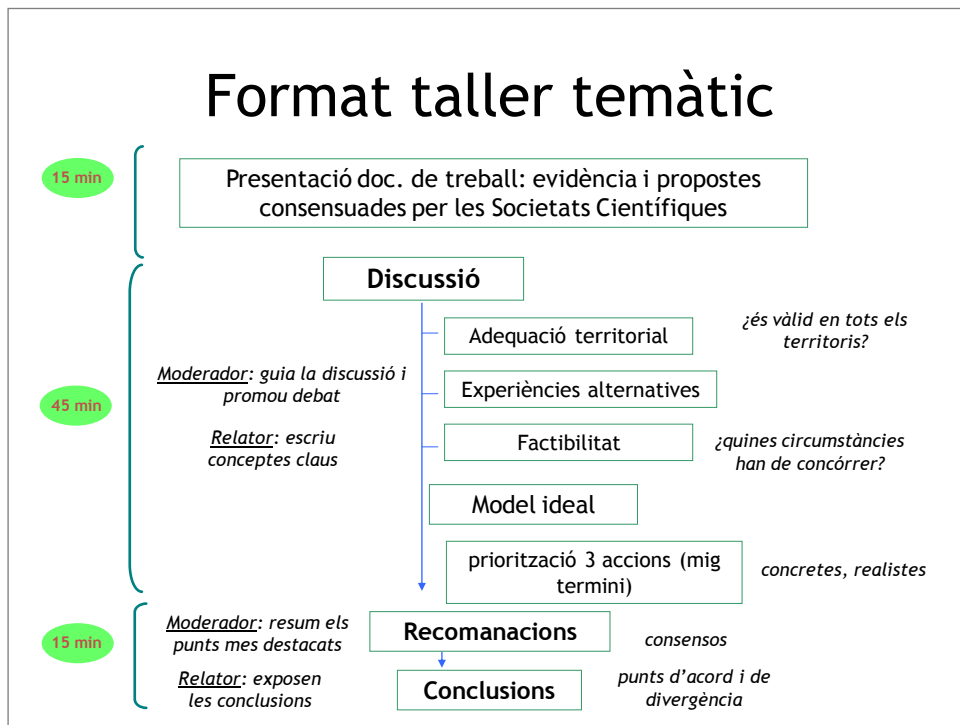 Format taller temàtic
15 min
Presentació doc. de treball: evidència i propostes
consensuades per les Societats Científiques
Discussió
Adequació territorial
¿és vàlid en tots els
territoris?
Moderador: guia la discussió i
promou debat
Experiències alternatives
45 min
Relator: escriu
conceptes claus
Factibilitat
¿quines circumstàncies
han de concórrer?
Model ideal
priorització 3 accions (mig
termini)
concretes, realistes
15 min
Moderador: resum els
punts mes destacats
Recomanacions
consensos
Relator: exposen
les conclusions
Conclusions
punts d’acord i de
divergència